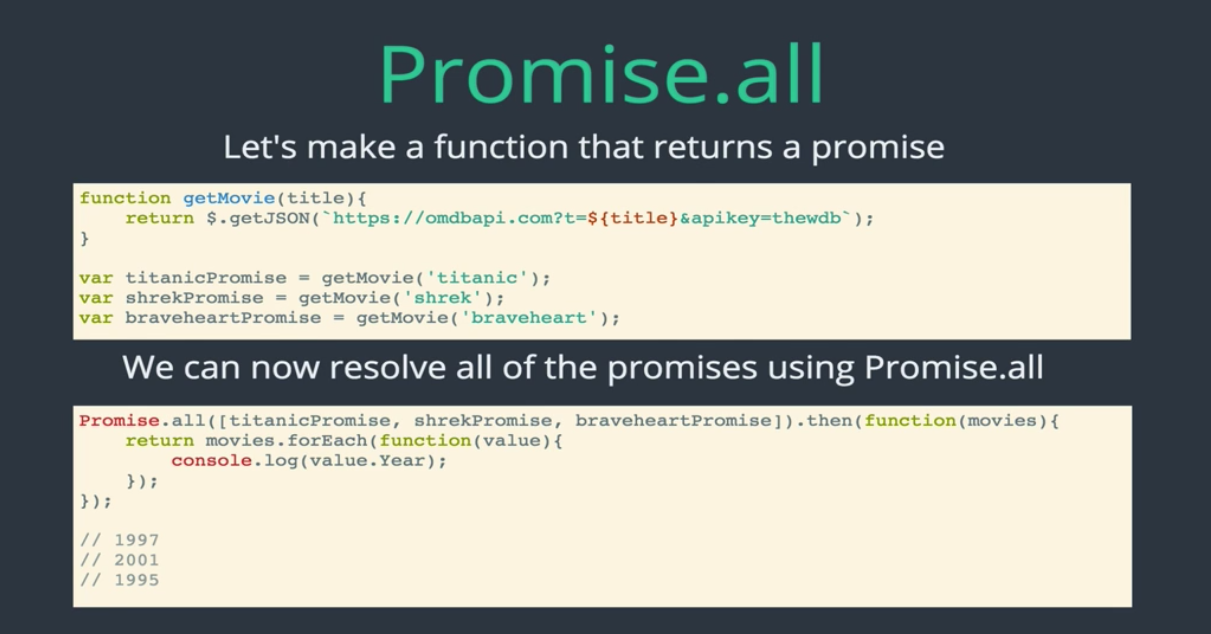 Promise.all
Let's make a function that returns a promise
function getMovie(title){
    return $.getJSON(`https://omdbapi.com?t=${title}&apikey=thewdb`);
}
var titanicPromise = getMovie('titanic');
var shrekPromise = getMovie('shrek');
var braveheartPromise = getMovie('braveheart');
We can now resolve all of the promises using Promise.all
Promise.all([titanicPromise, shrekPromise, braveheartPromise]).then(function(movies){
    return movies.forEach(function(value){
        console.log(value.Year);
    });
});
// 1997
// 2001
// 1995